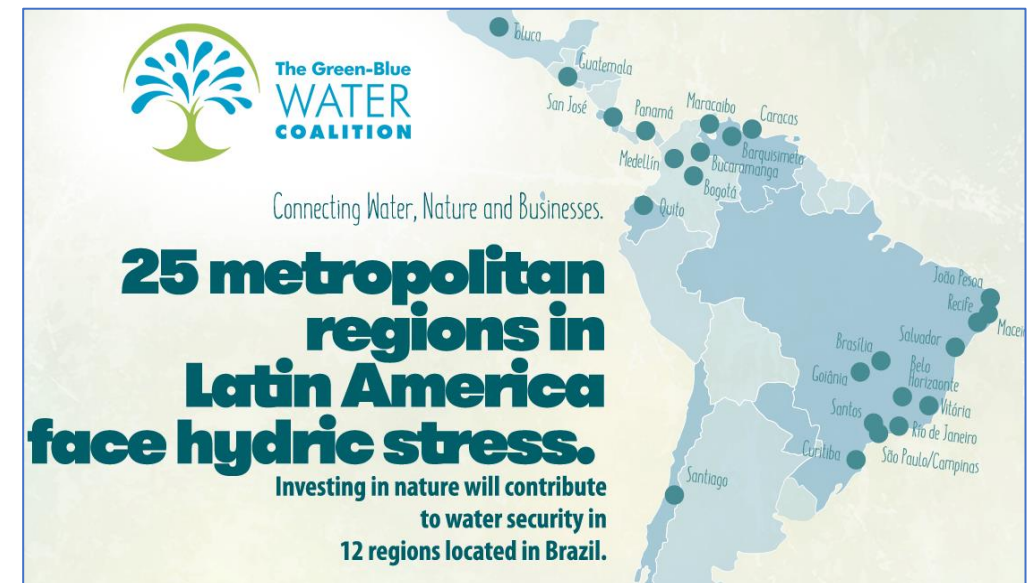 The Green-Blue
WATER
COALITION
Connecting Water, Nature and Businesses.
25 metropolitan
regions in
Latin America
face hydric stress.
Investing in nature will contribute
to water security in
12 regions located in Brazil.
Toluca
Guatemala
San José
Panamá
Maracaibo
Caracas
Barquisimeto
Medellín
Bucaramanga
Bogotá
Quito
João Pesoa
Recife
Macei
Salvador
Brasília
Goiânia
Belo
Horizaonte
Vitória
Santos
Rio de Janeiro
São Paulo/Campinas
Curitiba
Santiago